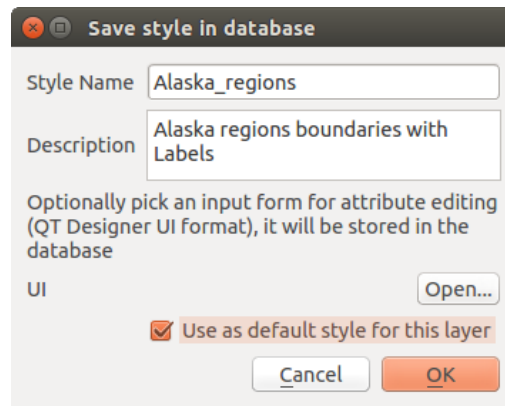 Save style in database
Style Name Alaska_regions
Description Alaska regions boundaries with
Labels
Optionally pick an input form for attribute editing
(QT Designer UI format), it will be stored in the
database
UI Open...
Use as default style for this layer
Cancel OK